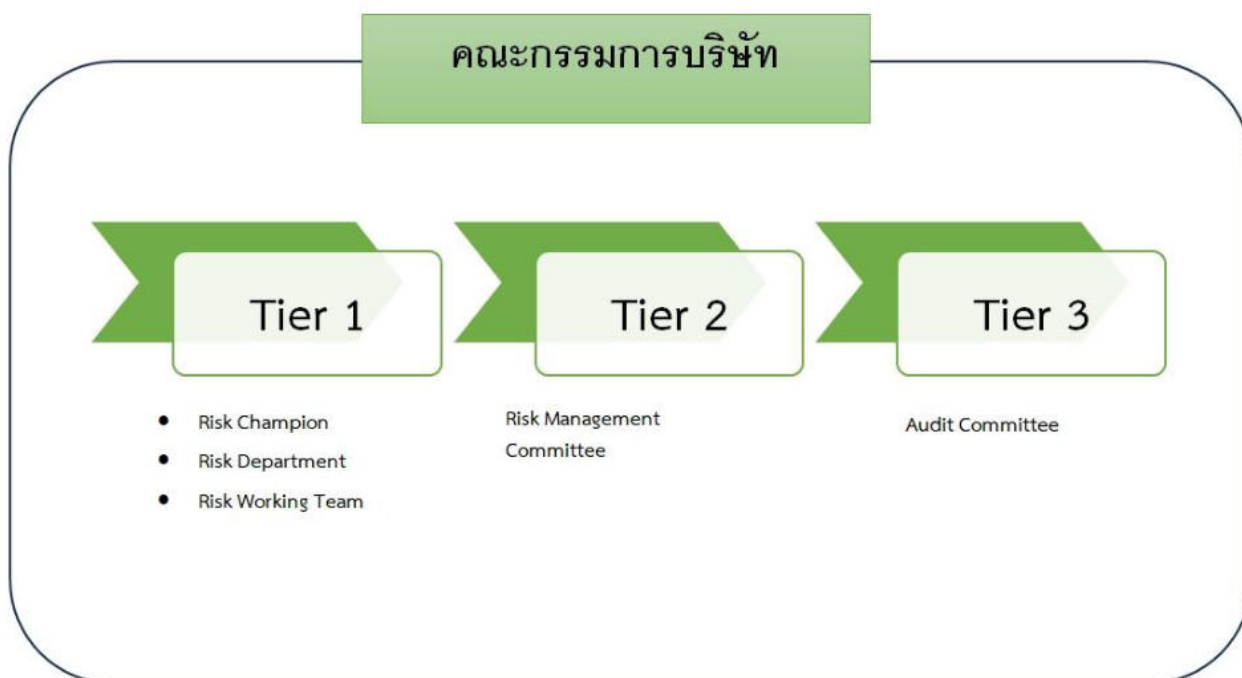 คณะกรรมการบริษัท
Tier 1
Tier 2
Tier 3
• Risk Champion
• Risk Department
• Risk Working Team
Risk Management
Committee
Audit Committee